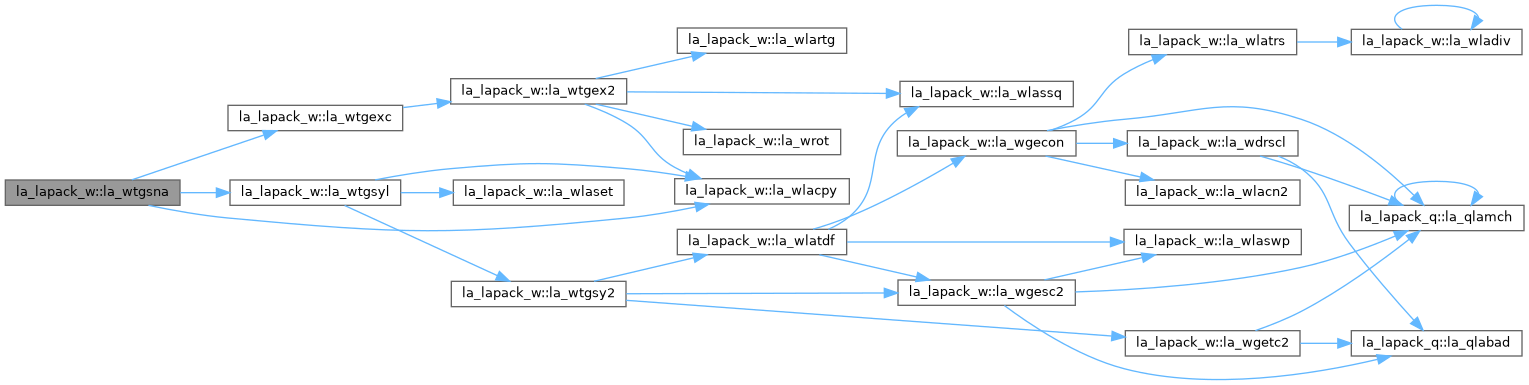 la_lapack_w::la_wtgsna
la_lapack_w::la_wtgexc
la_lapack_w::la_wtgsyl
la_lapack_w::la_wtgex2
la_lapack_w::la_wlaset
la_lapack_w::la_wtgsy2
la_lapack_w::la_wlartg
la_lapack_w::la_wrot
la_lapack_w::la_wlacpy
la_lapack_w::la_wlatdf
la_lapack_w::la_wlassq
la_lapack_w::la_wgecon
la_lapack_w::la_wgesc2
la_lapack_w::la_wlatrs
la_lapack_w::la_wdrscl
la_lapack_w::la_wlacn2
la_lapack_w::la_wlaswp
la_lapack_w::la_wgetc2
la_lapack_w::la_wladiv
la_lapack_q::la_qlamch
la_lapack_q::la_qlabad